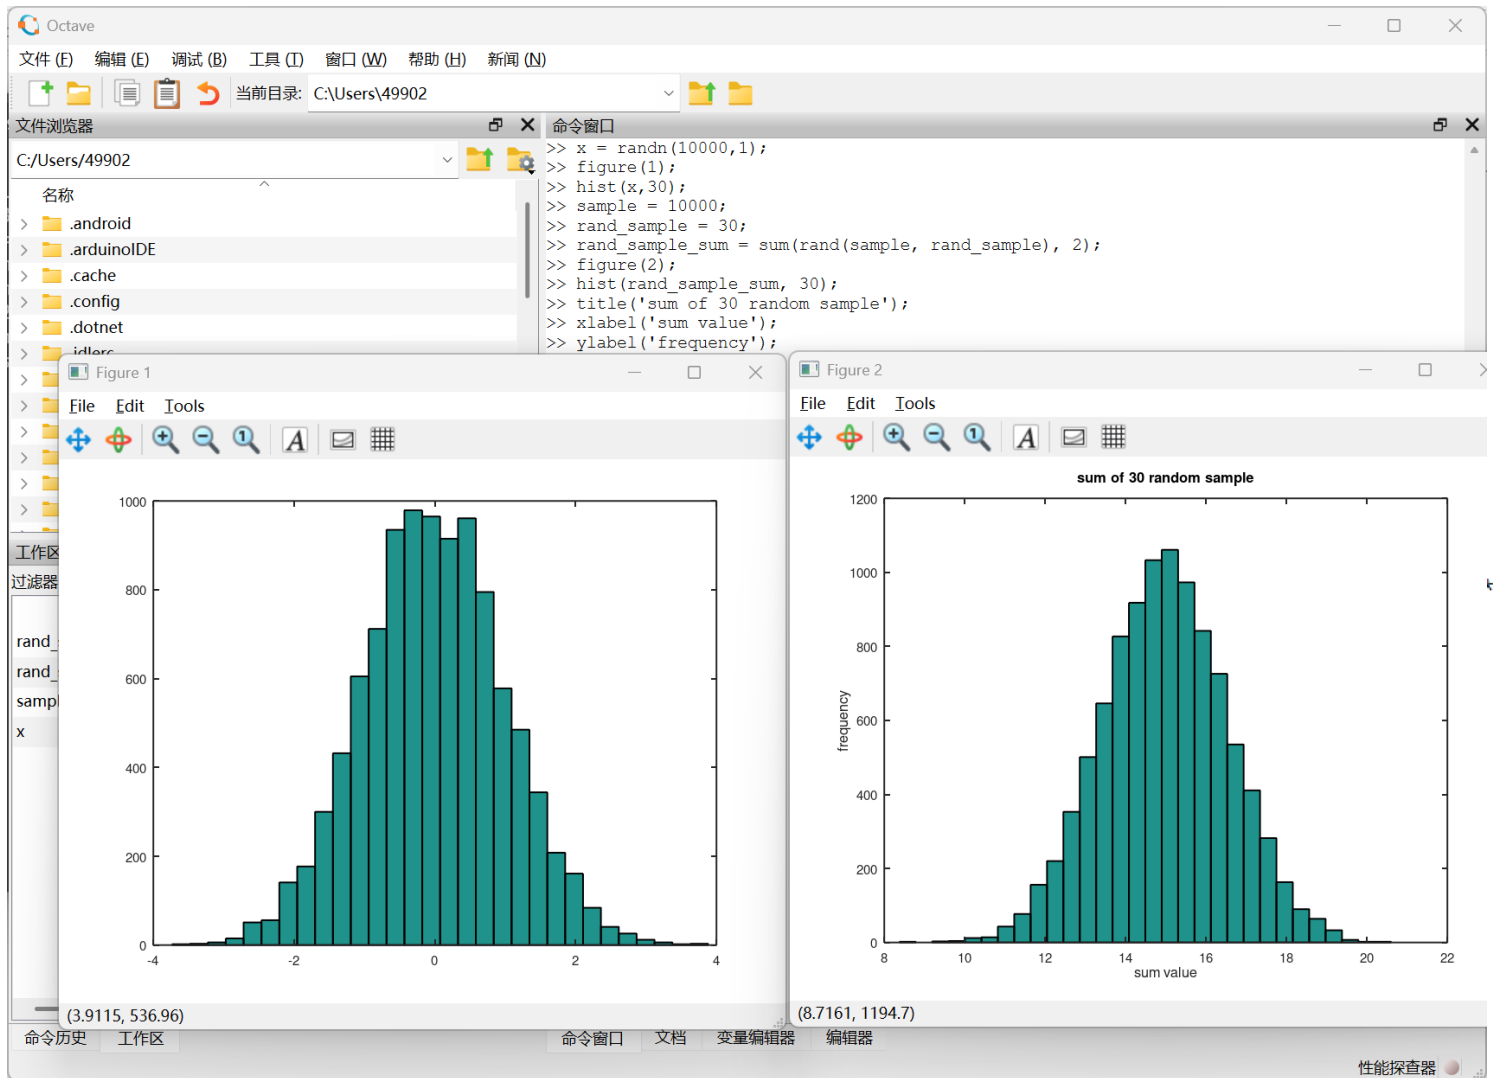 Octave
文件 (F) 编辑 (E) 调试 (B) 工具 (T) 窗口 (W) 帮助 (H) 新闻 (N)
当前目录: C:\Users\49902
文件浏览器
C:/Users/49902
名称
.android
.arduinoIDE
.cache
.config
.dotnet
.idlerc
命令窗口
>> x = randn(10000,1);
>> figure(1);
>> hist(x,30);
>> sample = 10000;
>> rand_sample = 30;
>> rand_sample_sum = sum(rand(sample, rand_sample), 2);
>> figure(2);
>> hist(rand_sample_sum, 30);
>> title('sum of 30 random sample');
>> xlabel('sum value');
>> ylabel('frequency');
工作区
过滤器
rand_
rand_
sampl
x
Figure 1
File Edit Tools
1000
800
600
400
200
0
-4 -2 0 2 4
(3.9115, 536.96)
Figure 2
File Edit Tools
sum of 30 random sample
1200
1000
800
600
400
200
0
frequency
8 10 12 14 16 18 20 22
sum value
(8.7161, 1194.7)
命令历史 工作区
命令窗口 文档 变量编辑器 编辑器
性能探查器